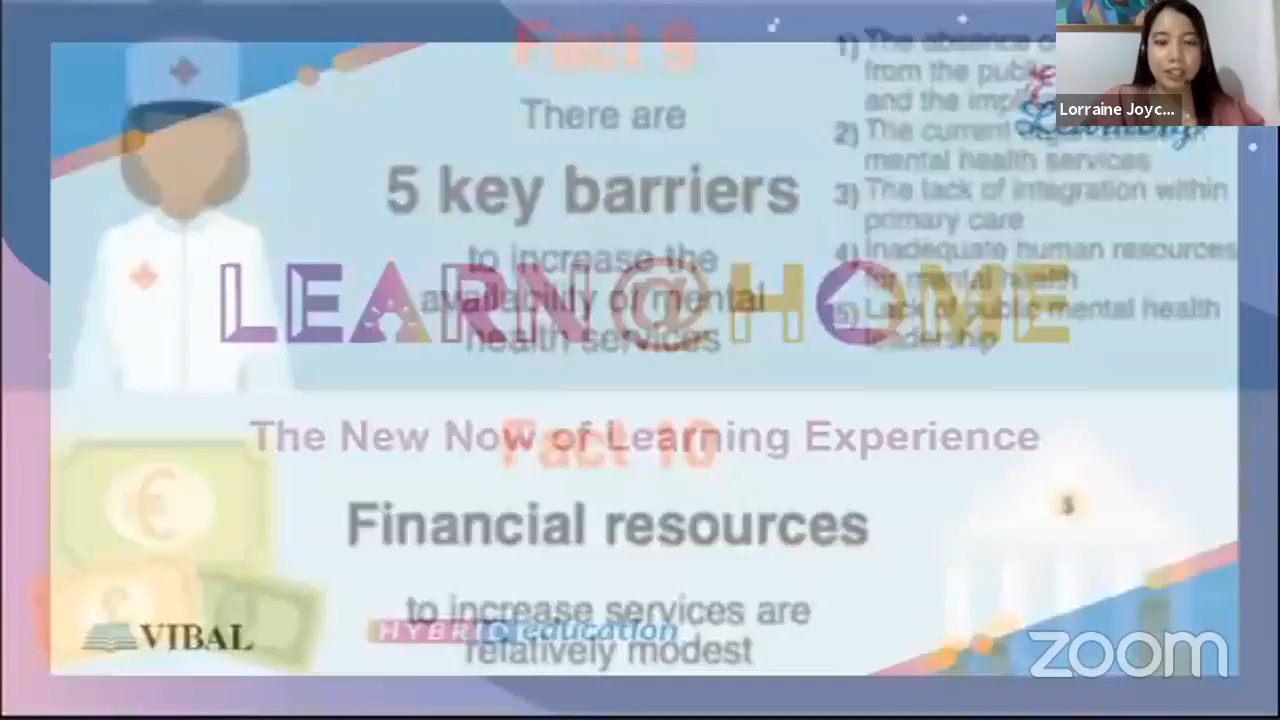 Fact 9
There are
5 key barriers
to increase the
availability of mental
health services
1) The absence
from the public
and the
2) The current
mental health services
3) The lack of integration within
primary care
4) Inadequate human resources
for mental health
5) Lack of public mental health
leadership
Lorraine Joyc...
Learning
LEARN@HOME
The New Now of Learning Experience
Fact 10
Financial resources
to increase services are
relatively modest
VIBAL
HYBRID education
zoom